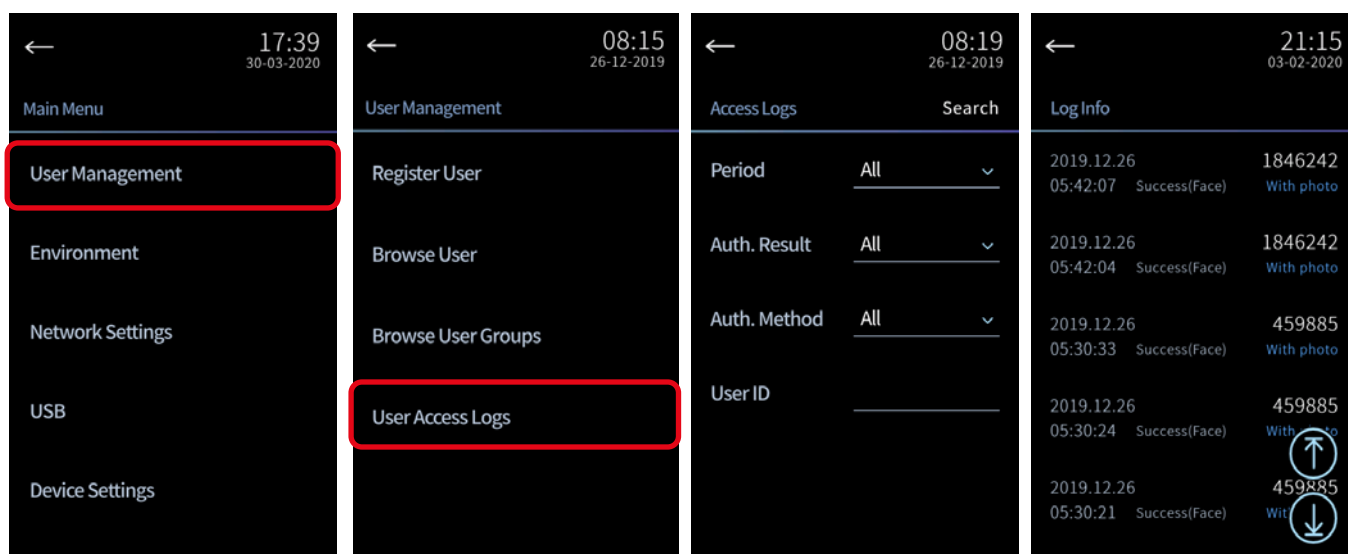 17:39
30-03-2020
Main Menu
User Management
Environment
Network Settings
USB
Device Settings
08:15
26-12-2019
User Management
Register User
Browse User
Browse User Groups
User Access Logs
08:19
26-12-2019
Access Logs Search
Period All
Auth. Result All
Auth. Method All
User ID
21:15
03-02-2020
Log Info
2019.12.26 1846242
05:42:07 Success(Face) With photo
2019.12.26 1846242
05:42:04 Success(Face) With photo
2019.12.26 459885
05:30:33 Success(Face) With photo
2019.12.26 459885
05:30:24 Success(Face) With
2019.12.26 459885
05:30:21 Success(Face)